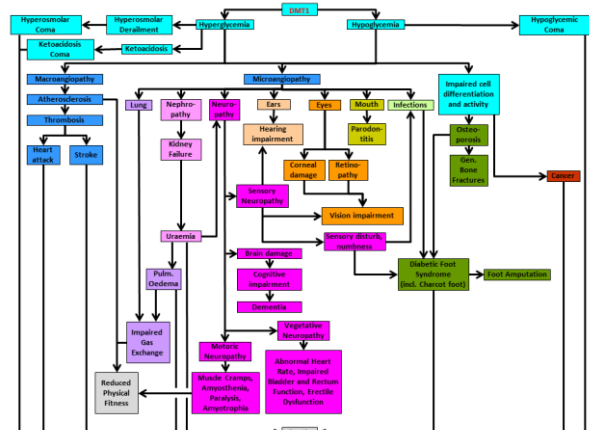 DMT1
Hyperosmolar
Coma
Hyperosmolar
Derailment
Hyperglycemia
Hypoglycemia
Hypoglycemic
Coma
Ketoacidosis
Coma
Ketoacidosis
Macroangiopathy
Microangiopathy
Impaired cell
differentiation
and activity
Atherosclerosis
Lung
Nephro-
pathy
Neuro-
pathy
Ears
Eyes
Mouth
Infections
Thrombosis
Hearing
impairment
Parodon-
titis
Osteo-
porosis
Heart
attack
Stroke
Kidney
Failure
Corneal
damage
Retino-
pathy
Gen.
Bone
Fractures
Cancer
Sensory
Neuropathy
Vision impairment
Uraemia
Sensory disturb,
numbness
Brain damage
Pulm.
Oedema
Cognitive
impairment
Diabetic Foot
Syndrome
(incl. Charcot foot)
Foot Amputation
Dementia
Impaired
Gas
Exchange
Vegetative
Neuropathy
Motoric
Neuropathy
Reduced
Physical
Fitness
Muscle Cramps,
Amyosthenia,
Paralysis,
Amyotrophia
Abnormal Heart
Rate, Impaired
Bladder and Rectum
Function, Erectile
Dysfunction